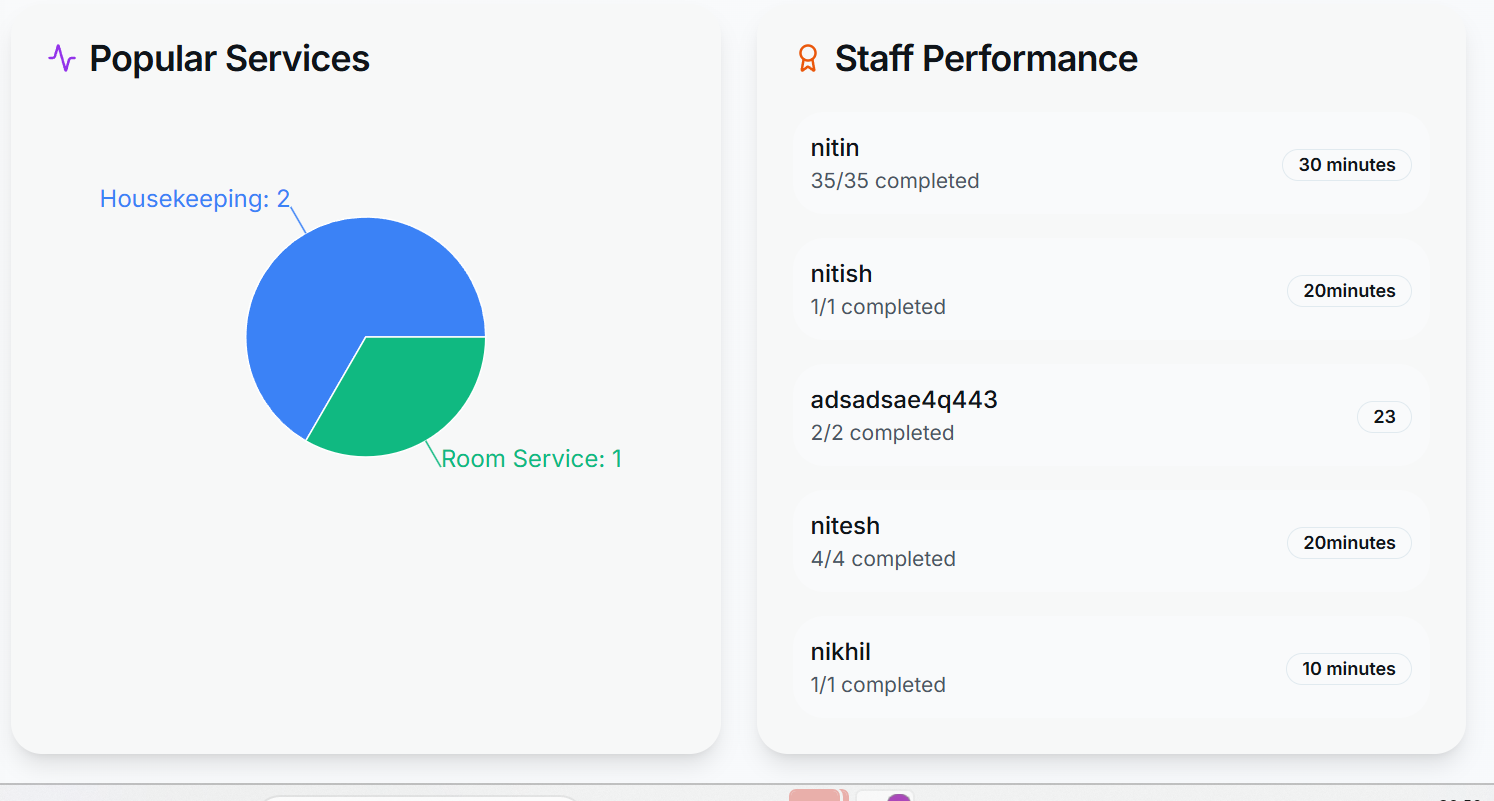 Popular Services
Housekeeping: 2
Room Service: 1
Staff Performance
nitin
35/35 completed
30 minutes
nitish
1/1 completed
20minutes
adsadsae4q443
2/2 completed
23
nitesh
4/4 completed
20minutes
nikhil
1/1 completed
10 minutes